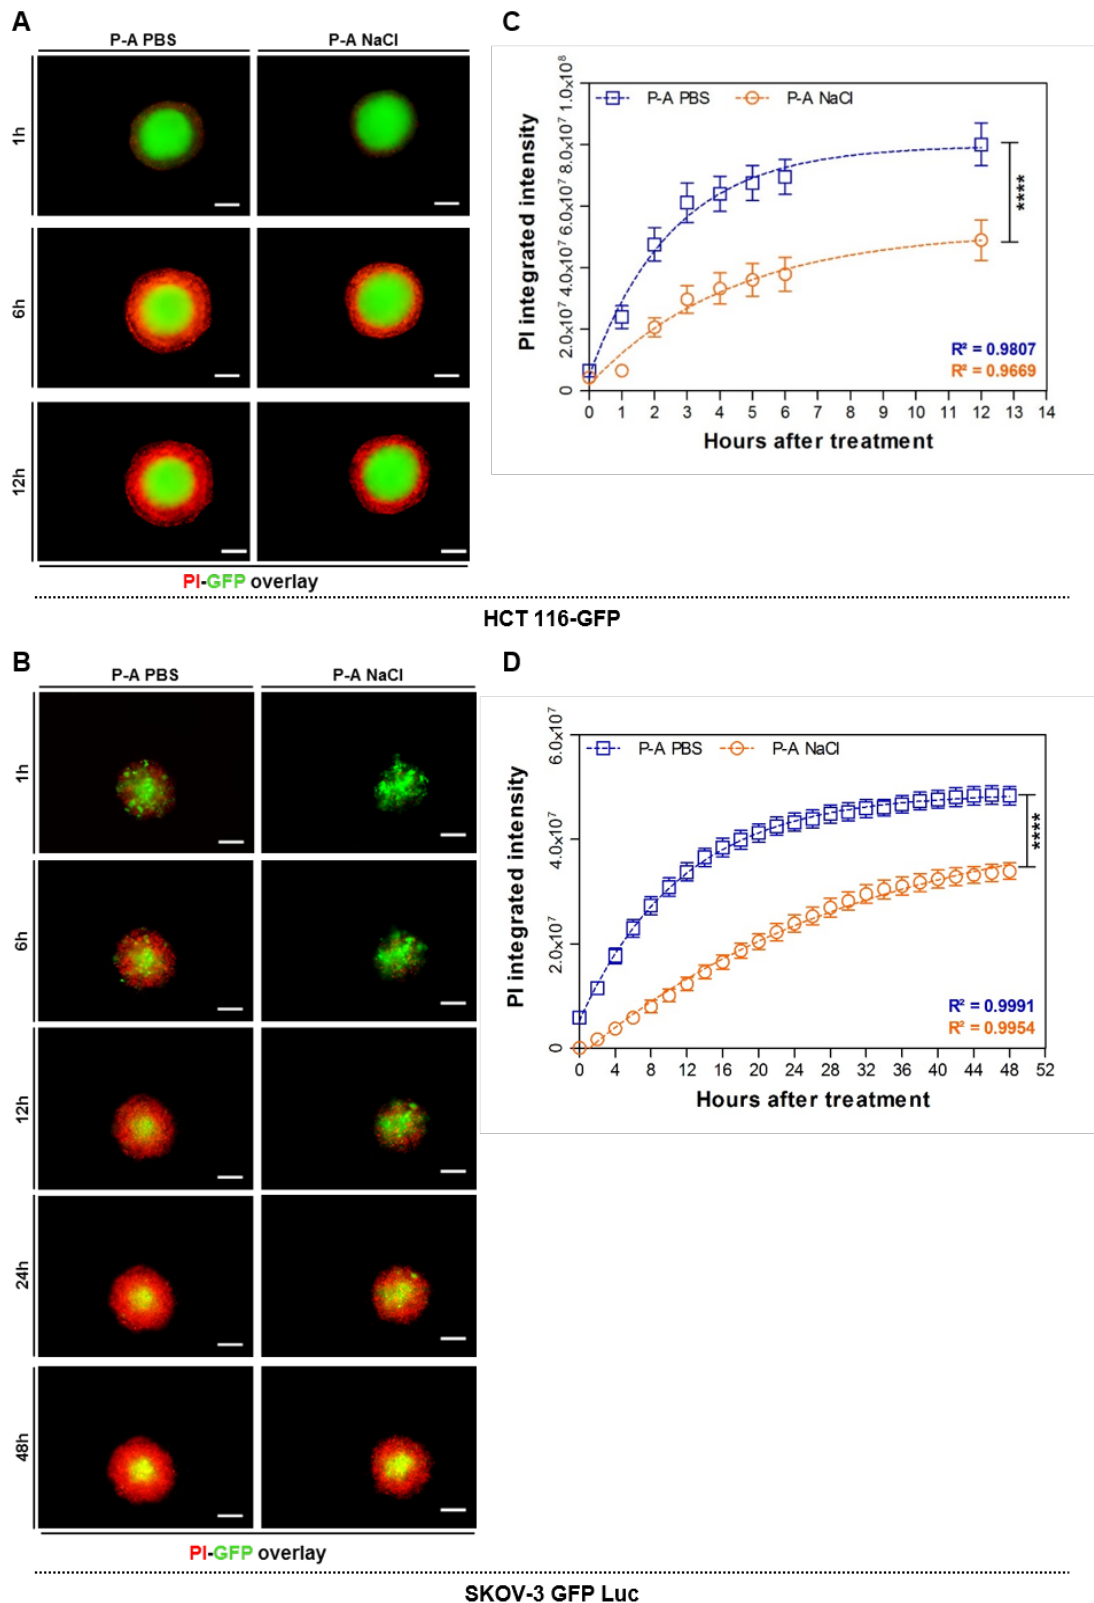 A
P-A PBS
P-A NaCl
1h
6h
12h
PI-GFP overlay
C
P-A PBS
P-A NaCl
PI integrated intensity
1.0x10⁸
8.0x10⁷
6.0x10⁷
4.0x10⁷
2.0x10⁷
0
****
R² = 0.9807
R² = 0.9669
0 1 2 3 4 5 6 7 8 9 10 11 12 13 14
Hours after treatment
HCT 116-GFP
B
P-A PBS
P-A NaCl
1h
6h
12h
24h
48h
PI-GFP overlay
D
P-A PBS
P-A NaCl
PI integrated intensity
6.0x10⁷
4.0x10⁷
2.0x10⁷
0
****
R² = 0.9991
R² = 0.9954
0 4 8 12 16 20 24 28 32 36 40 44 48 52
Hours after treatment
SKOV-3 GFP Luc